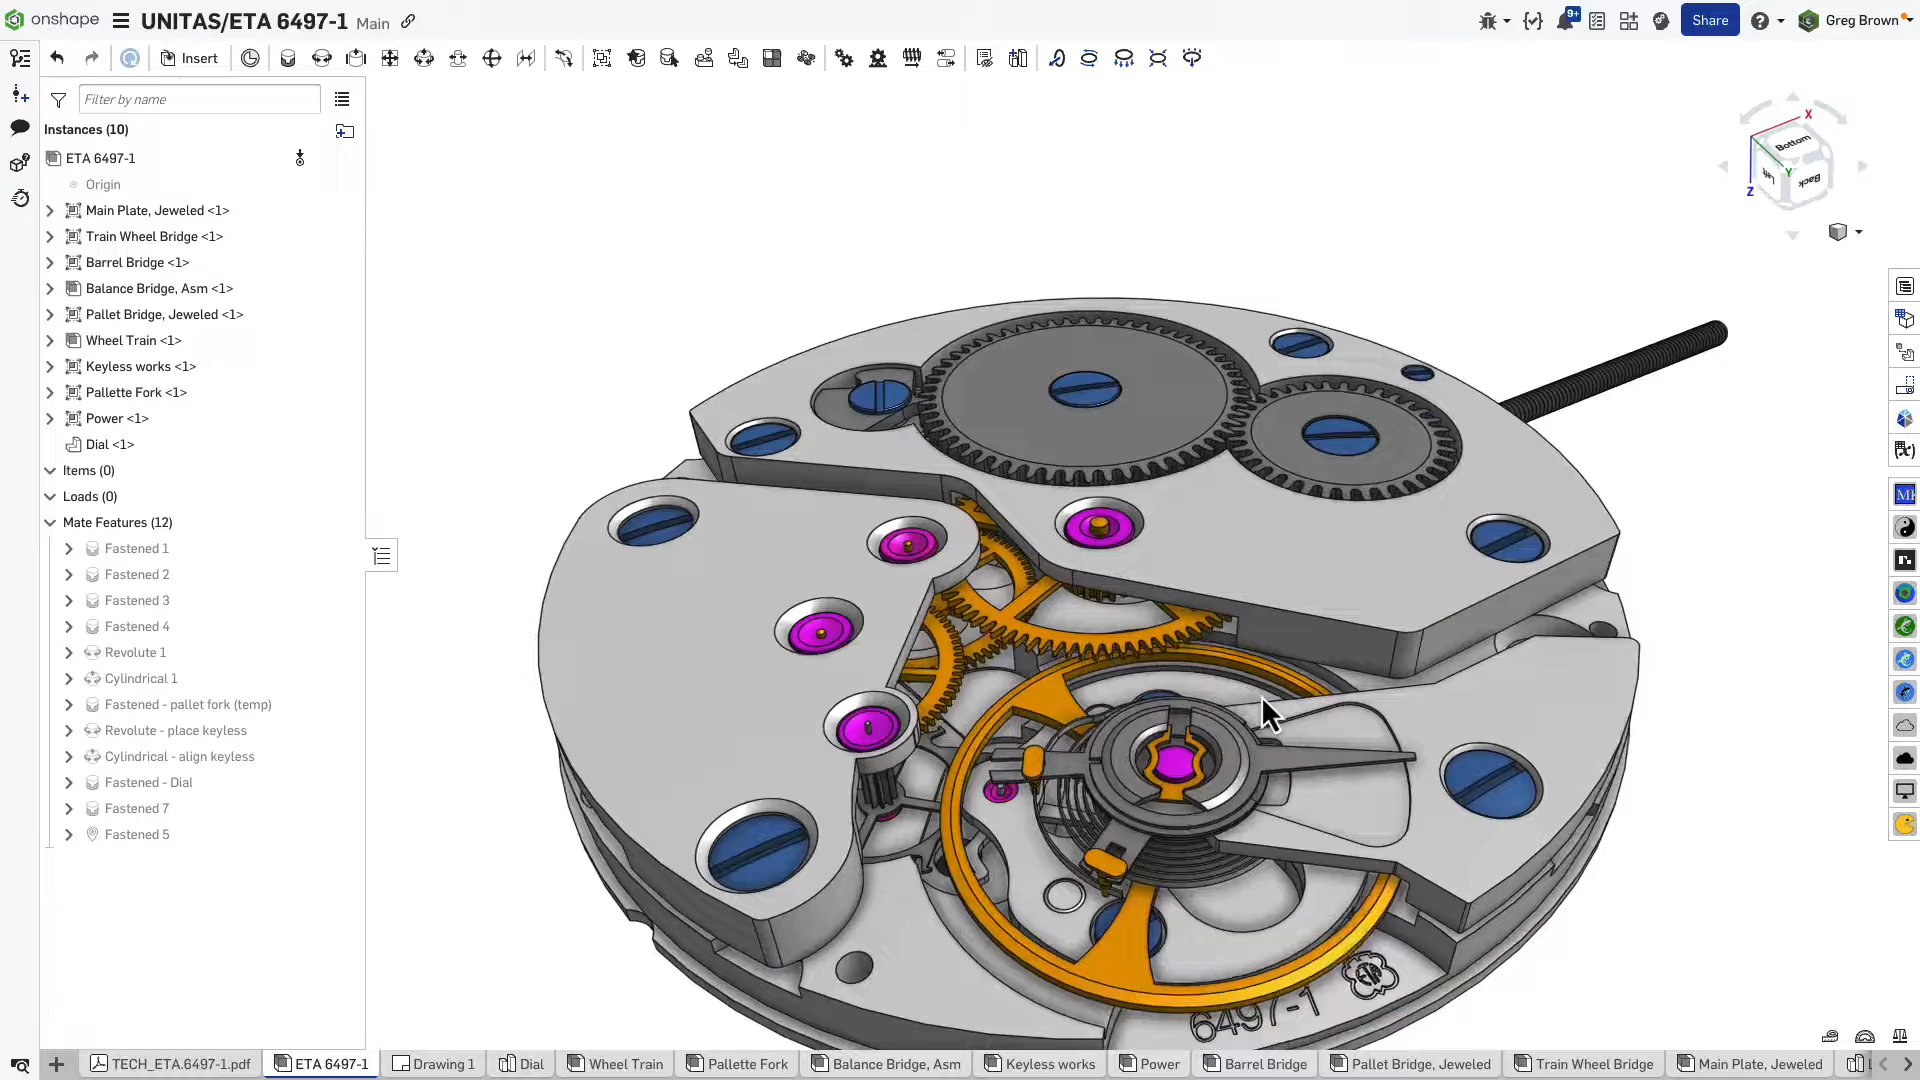 onshape
UNITAS/ETA 6497-1 Main
9+
Share
Greg Brown
Insert
Filter by name
Instances (10)
ETA 6497-1
Origin
Main Plate, Jeweled <1>
Train Wheel Bridge <1>
Barrel Bridge <1>
Balance Bridge, Asm <1>
Pallet Bridge, Jeweled <1>
Wheel Train <1>
Keyless works <1>
Pallette Fork <1>
Power <1>
Dial <1>
Items (0)
Loads (0)
Mate Features (12)
Fastened 1
Fastened 2
Fastened 3
Fastened 4
Revolute 1
Cylindrical 1
Fastened - pallet fork (temp)
Revolute - place keyless
Cylindrical - align keyless
Fastened - Dial
Fastened 7
Fastened 5
X
Bottom
Y
Left
Back
Z
6497-1
TECH_ETA.6497-1.pdf
ETA 6497-1
Drawing 1
Dial
Wheel Train
Pallette Fork
Balance Bridge, Asm
Keyless works
Power
Barrel Bridge
Pallet Bridge, Jeweled
Train Wheel Bridge
Main Plate, Jeweled